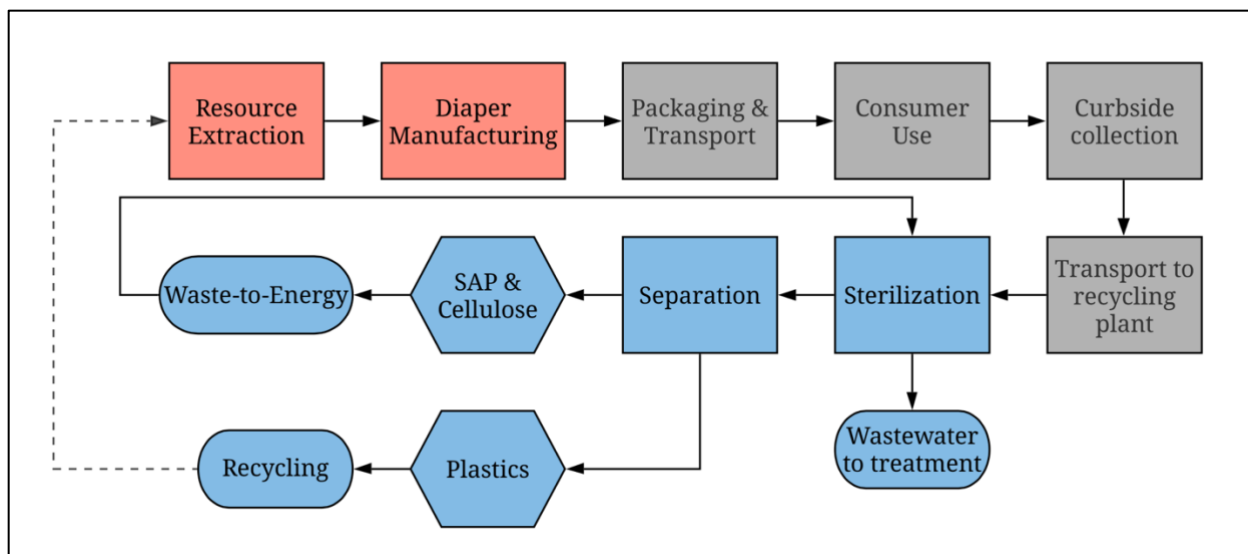 Resource
Extraction
Diaper
Manufacturing
Packaging &
Transport
Consumer
Use
Curbside
collection
Waste-to-Energy
SAP &
Cellulose
Separation
Sterilization
Transport to
recycling
plant
Recycling
Plastics
Wastewater
to treatment